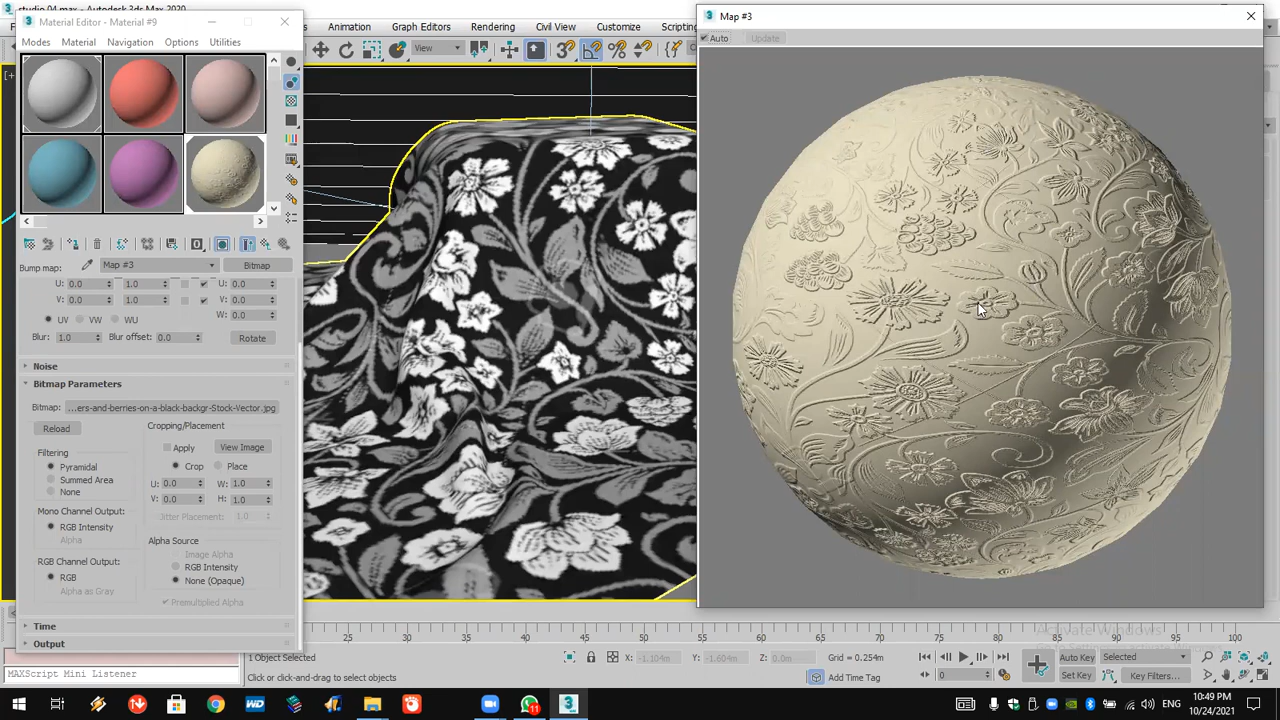 studio 04.max - Autodesk 3ds Max 2020
Material Editor - Material #9
Modes Material Navigation Options Utilities
Animation Graph Editors Rendering Civil View Customize Scripting
View
Bump map: Map #3 Bitmap
U: 0.0 1.0 U: 0.0
V: 0.0 1.0 V: 0.0
W: 0.0
UV VW WU
Blur: 1.0 Blur offset: 0.0 Rotate
Noise
Bitmap Parameters
Bitmap: ...ers-and-berries-on-a-black-backgr-Stock-Vector.jpg
Reload
Cropping/Placement
Apply View Image
Crop Place
U: 0.0 W: 1.0
V: 0.0 H: 1.0
Jitter Placement: 1.0
Filtering
Pyramidal
Summed Area
None
Mono Channel Output:
RGB Intensity
Alpha
RGB Channel Output:
RGB
Alpha as Gray
Alpha Source
Image Alpha
RGB Intensity
None (Opaque)
Premultiplied Alpha
Time
Output
Map #3
Auto Update
25 30 35 40 45 50 55 60 65 70 75 80 85 90 95 100
Activate Windows
MAXScript Mini Listener
1 Object Selected
Click or click-and-drag to select objects
X: -1.104m Y: -1.604m Z: 0.0m Grid = 0.254m
Add Time Tag
0
Auto Key Selected
Set Key Key Filters...
11
ENG
10:49 PM
10/24/2021